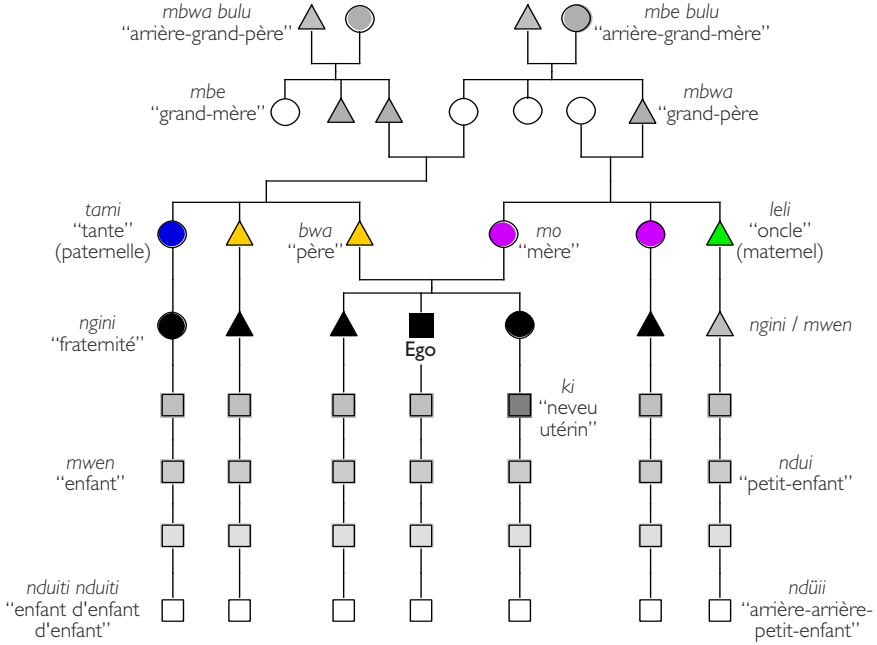 mbwa bulu
“arrière-grand-père”
mbe bulu
“arrière-grand-mère”
mbe
“grand-mère”
mbwa
“grand-père
tami
“tante”
(paternelle)
bwa
“père”
mo
“mère”
leli
“oncle”
(maternel)
ngini
“fraternité”
Ego
ngini / mwen
ki
“neveu
utérin”
mwen
“enfant”
ndui
“petit-enfant”
nduiti nduiti
“enfant d'enfant
d'enfant”
ndüii
“arrière-arrière-
petit-enfant”